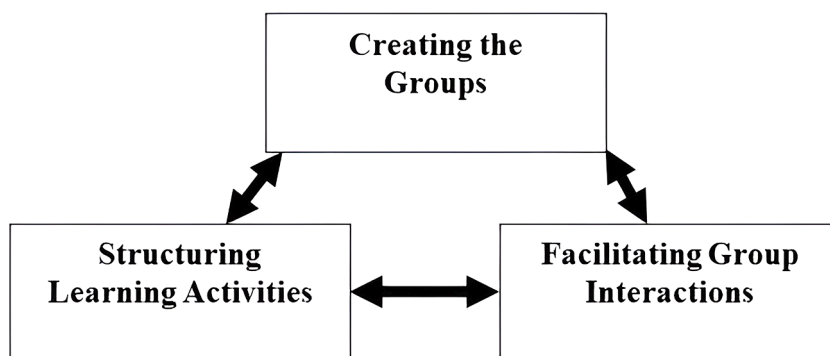 Creating the
Groups
Structuring
Learning Activities
Facilitating Group
Interactions